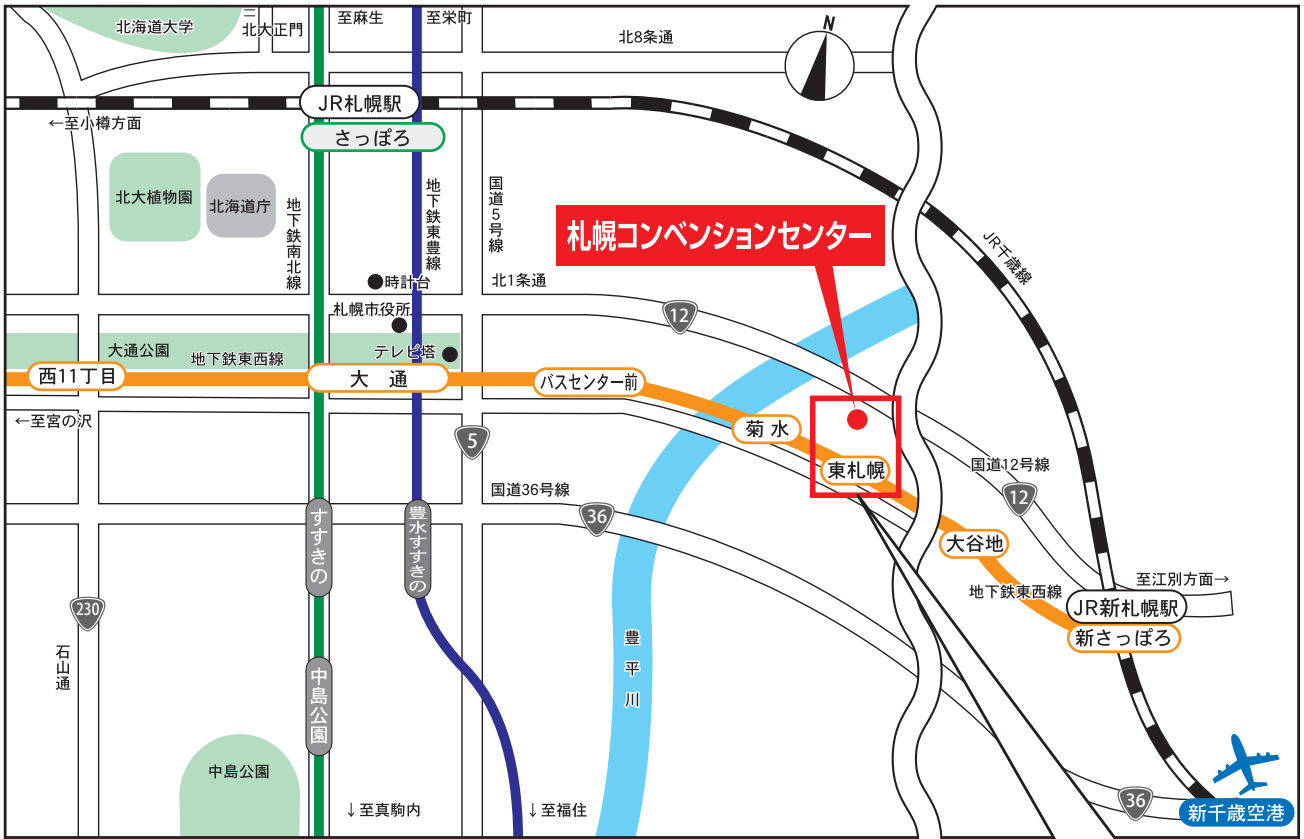 北海道大学
北大正門
至麻生
至栄町
北8条通
N
JR札幌駅
さっぽろ
←至小樽方面
北大植物園
北海道庁
地下鉄南北線
地下鉄東豊線
国道5号線
札幌コンベンションセンター
JR千歳線
時計台
北1条通
札幌市役所
12
大通公園
地下鉄東西線
テレビ塔
西11丁目
大通
バスセンター前
←至宮の沢
菊水
5
東札幌
国道12号線
12
国道36号線
36
すすきの
豊水すすきの
大谷地
至江別方面→
地下鉄東西線
JR新札幌駅
新さっぽろ
230
石山通
豊平川
中島公園
中島公園
↓至真駒内
↓至福住
36
新千歳空港